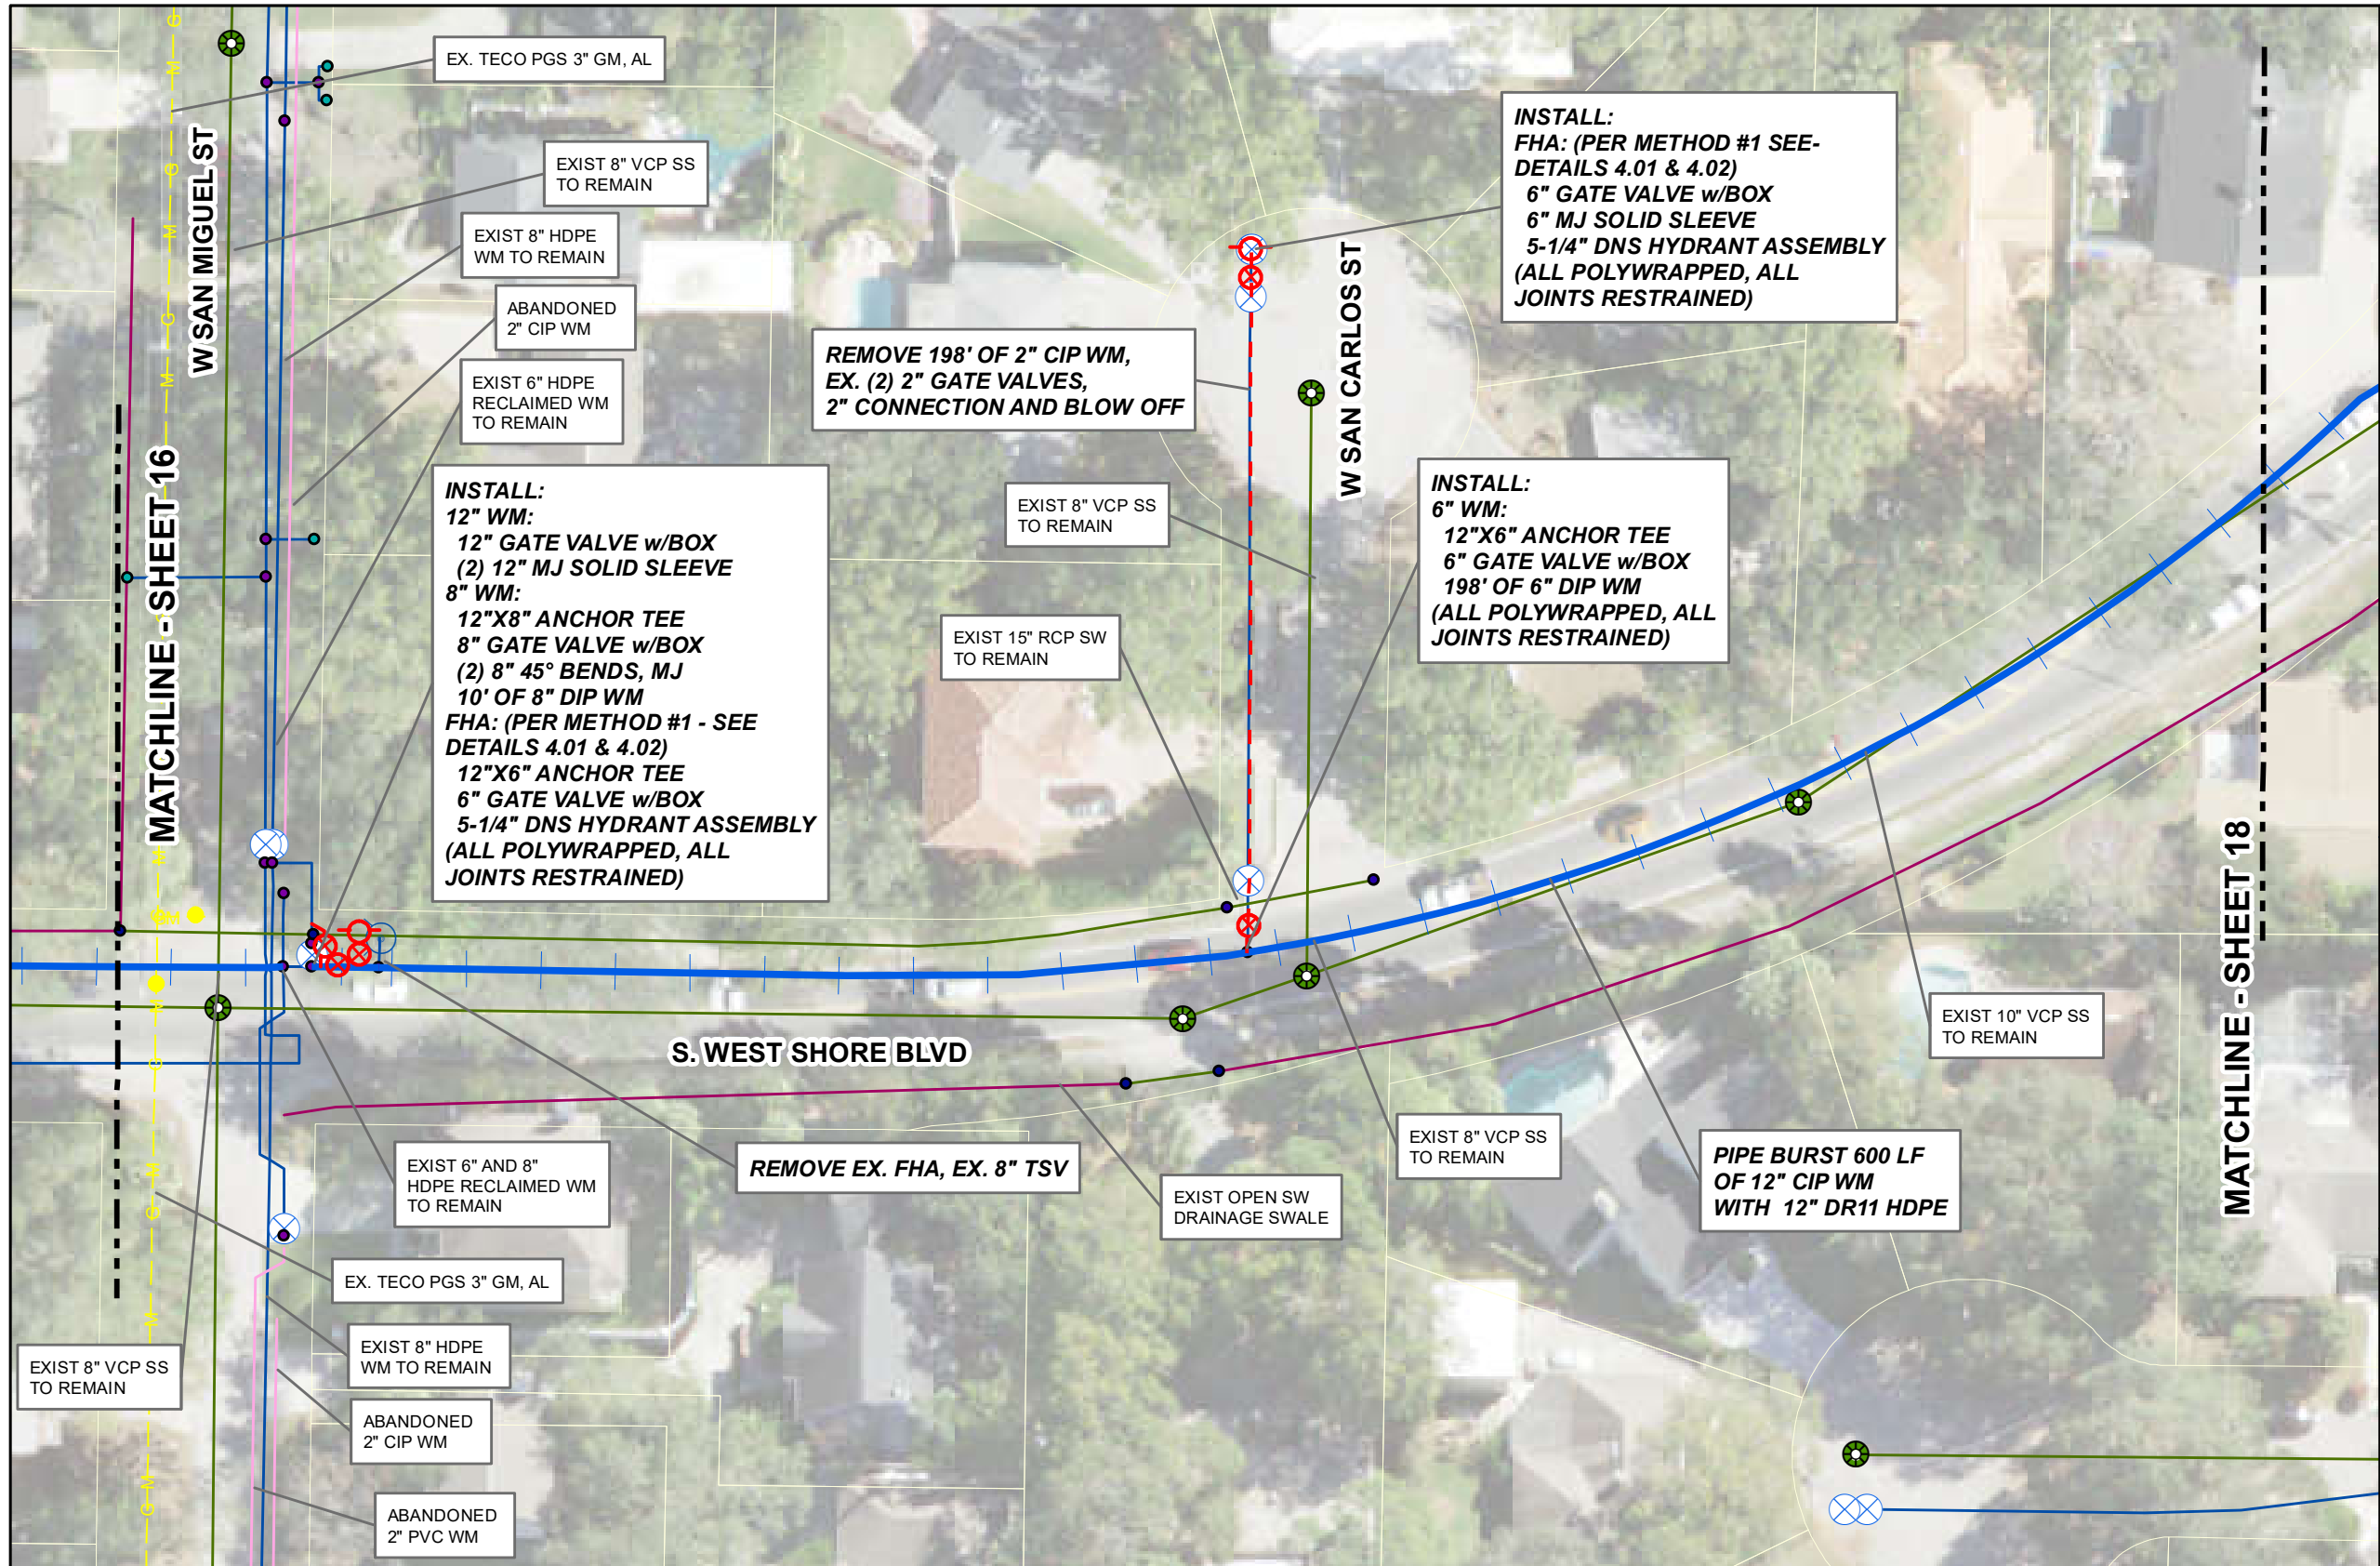 EX. TECO PGS 3" GM, AL
W SAN MIGUEL ST
EXIST 8" VCP SS
TO REMAIN
EXIST 8" HDPE
WM TO REMAIN
ABANDONED
2" CIP WM
EXIST 6" HDPE
RECLAIMED WM
TO REMAIN
MATCHLINE - SHEET 16
INSTALL:
12" WM:
12" GATE VALVE w/BOX
(2) 12" MJ SOLID SLEEVE
8" WM:
12"X8" ANCHOR TEE
8" GATE VALVE w/BOX
(2) 8" 45° BENDS, MJ
10' OF 8" DIP WM
FHA: (PER METHOD #1 - SEE
DETAILS 4.01 & 4.02)
12"X6" ANCHOR TEE
6" GATE VALVE w/BOX
5-1/4" DNS HYDRANT ASSEMBLY
(ALL POLYWRAPPED, ALL
JOINTS RESTRAINED)
REMOVE 198' OF 2" CIP WM,
EX. (2) 2" GATE VALVES,
2" CONNECTION AND BLOW OFF
INSTALL:
FHA: (PER METHOD #1 SEE-
DETAILS 4.01 & 4.02)
6" GATE VALVE w/BOX
6" MJ SOLID SLEEVE
5-1/4" DNS HYDRANT ASSEMBLY
(ALL POLYWRAPPED, ALL
JOINTS RESTRAINED)
W SAN CARLOS ST
EXIST 8" VCP SS
TO REMAIN
INSTALL:
6" WM:
12"X6" ANCHOR TEE
6" GATE VALVE w/BOX
198' OF 6" DIP WM
(ALL POLYWRAPPED, ALL
JOINTS RESTRAINED)
EXIST 15" RCP SW
TO REMAIN
S. WEST SHORE BLVD
EXIST 10" VCP SS
TO REMAIN
MATCHLINE - SHEET 18
EXIST 6" AND 8"
HDPE RECLAIMED WM
TO REMAIN
REMOVE EX. FHA, EX. 8" TSV
EXIST OPEN SW
DRAINAGE SWALE
EXIST 8" VCP SS
TO REMAIN
PIPE BURST 600 LF
OF 12" CIP WM
WITH 12" DR11 HDPE
EX. TECO PGS 3" GM, AL
EXIST 8" HDPE
WM TO REMAIN
EXIST 8" VCP SS
TO REMAIN
ABANDONED
2" CIP WM
ABANDONED
2" PVC WM